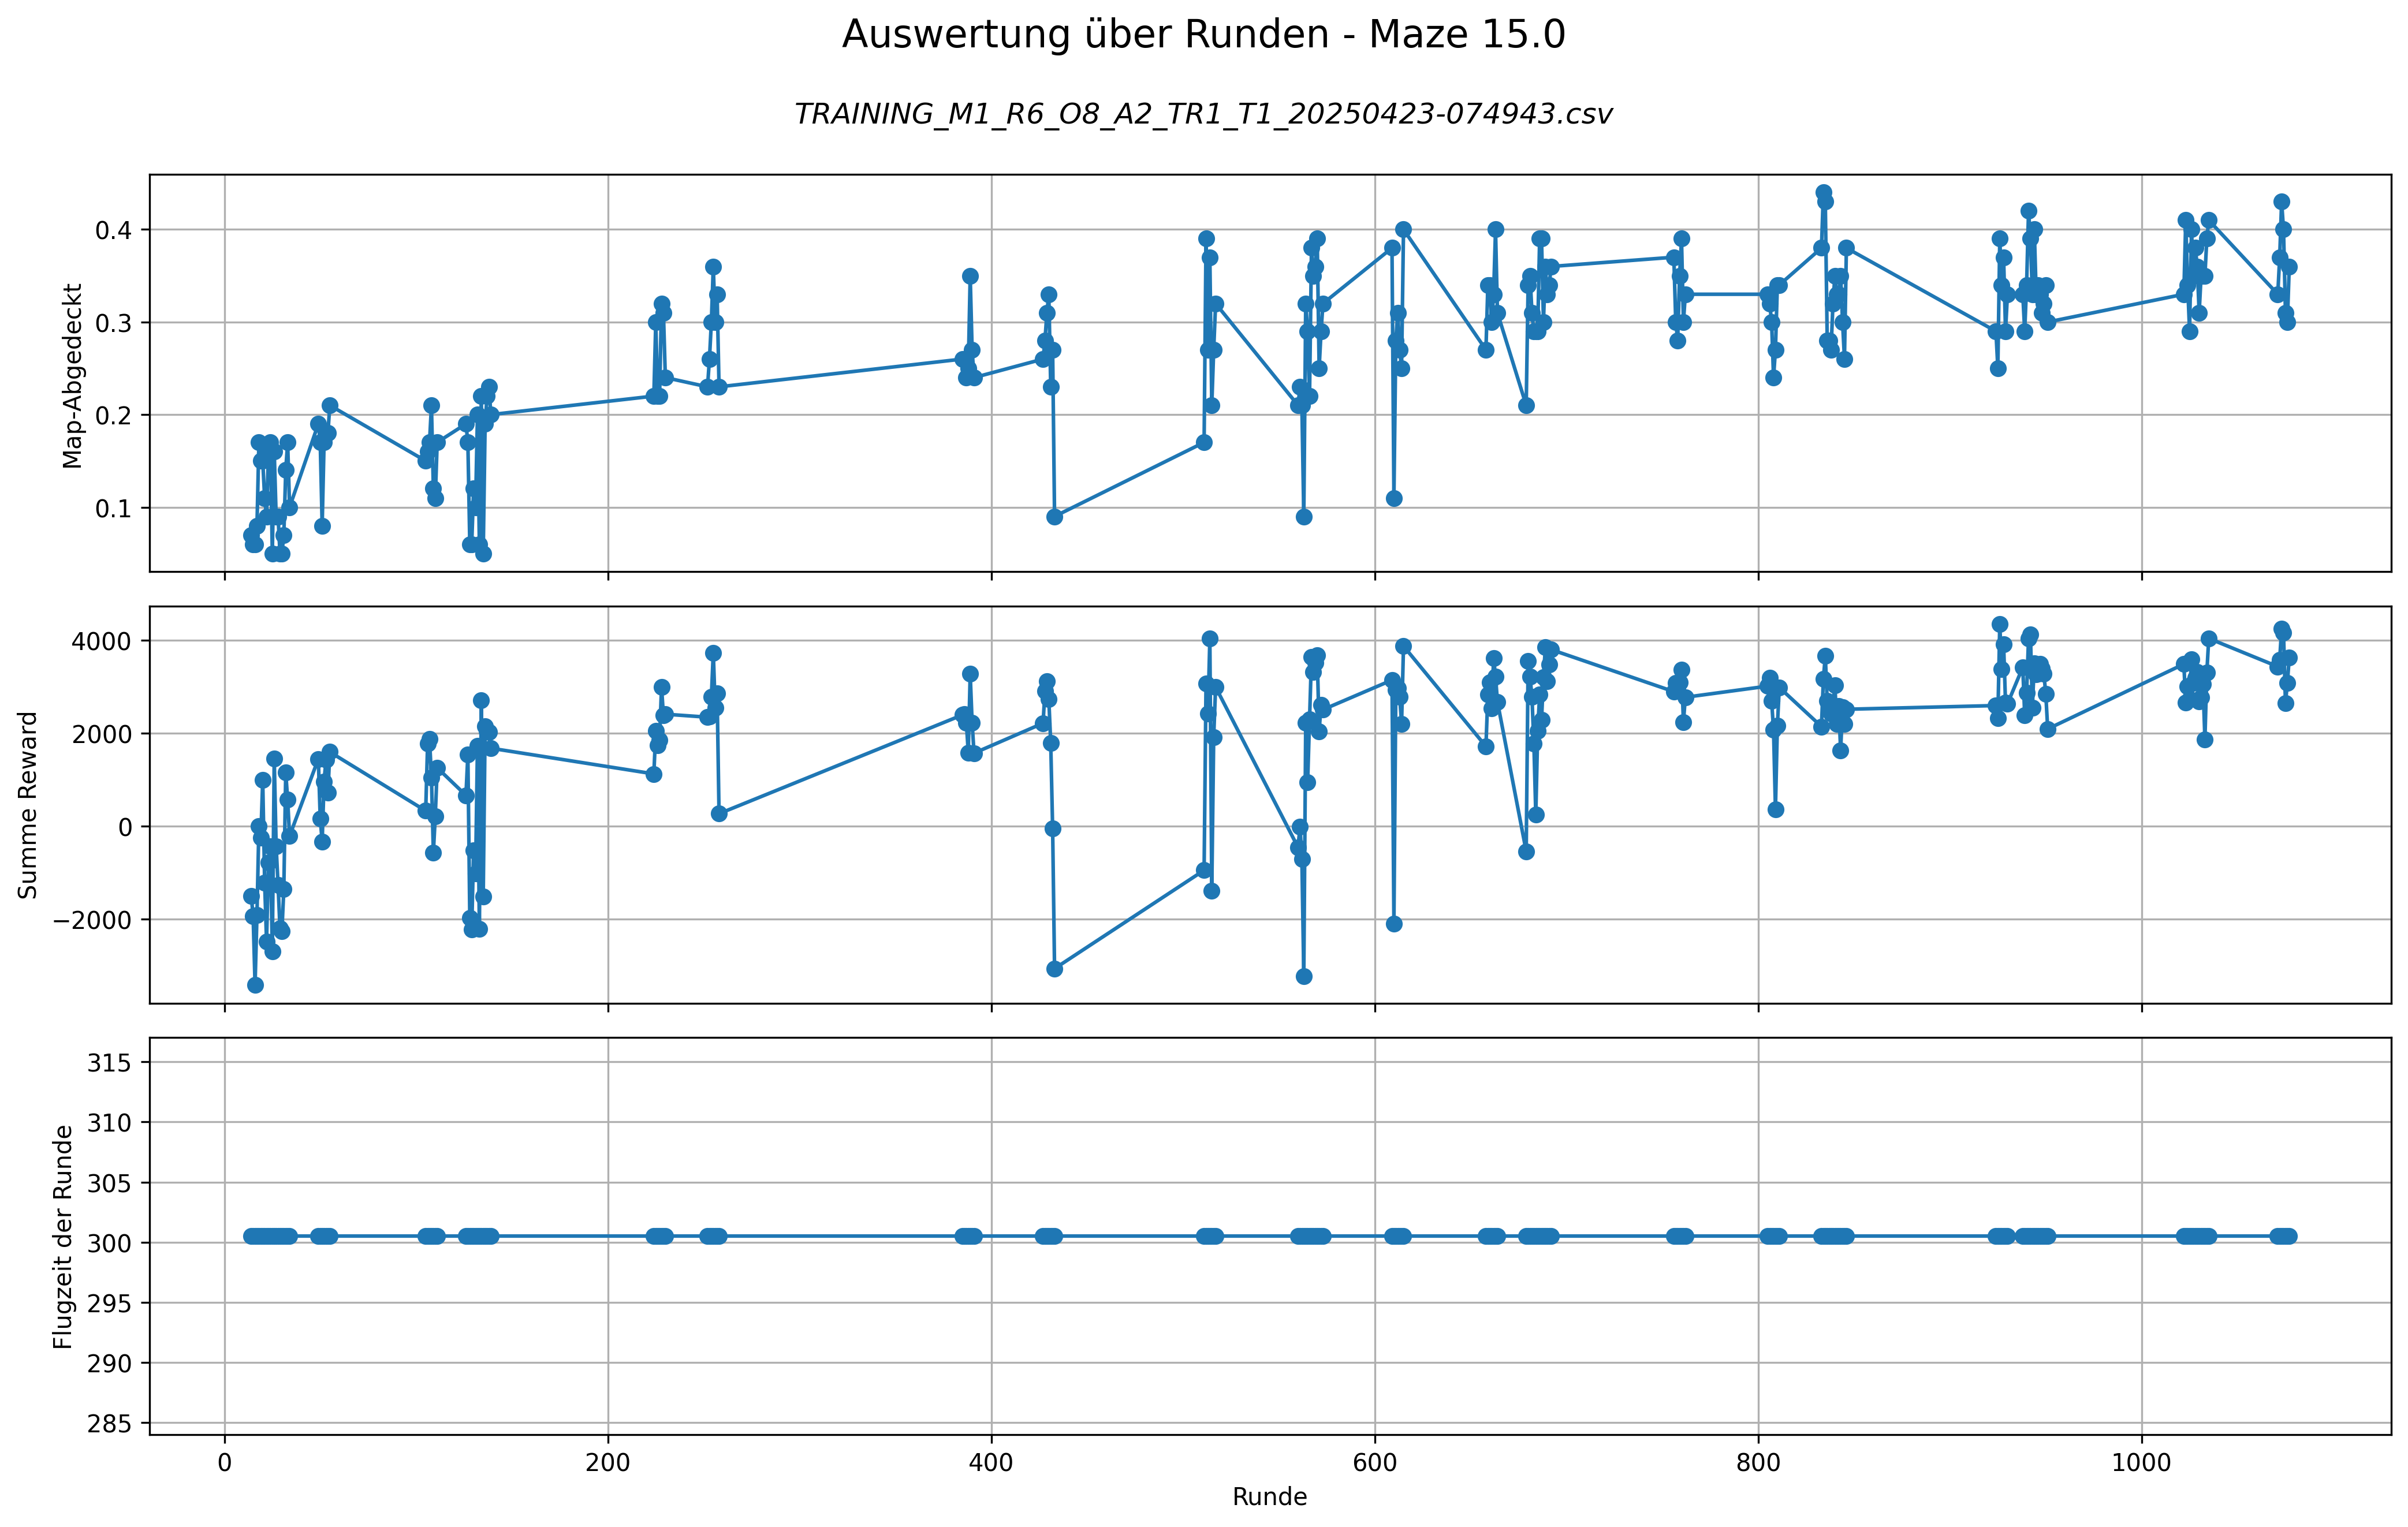 Auswertung über Runden - Maze 15.0
TRAINING_M1_R6_O8_A2_TR1_T1_20250423-074943.csv
Map-Abgedeckt
0.4
0.3
0.2
0.1
Summe Reward
4000
2000
0
−2000
Flugzeit der Runde
315
310
305
300
295
290
285
0 200 400 600 800 1000
Runde